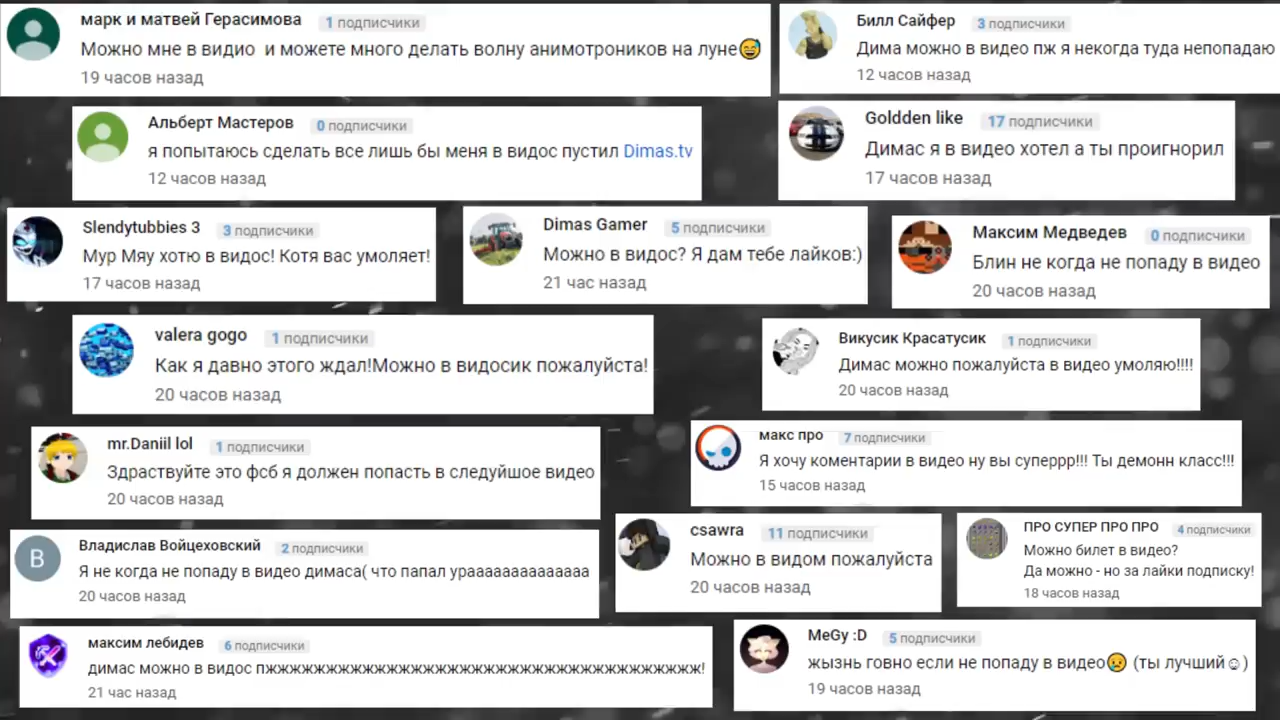 марк и матвей Герасимова 1 подписчики
Можно мне в видио и можете много делать волну анимотроников на луне😅
19 часов назад
Билл Сайфер 3 подписчики
Дима можно в видео пж я некогда туда непопадаю
12 часов назад
Альберт Мастеров 0 подписчики
я попытаюсь сделать все лишь бы меня в видос пустил Dimas.tv
12 часов назад
Goldden like 17 подписчики
Димас я в видео хотел а ты проигнорил
17 часов назад
Slendytubbies 3 3 подписчики
Мур Мяу хотю в видос! Котя вас умоляет!
17 часов назад
Dimas Gamer 5 подписчики
Можно в видос? Я дам тебе лайков:)
21 час назад
Максим Медведев 0 подписчики
Блин не когда не попаду в видео
20 часов назад
valera gogo 1 подписчики
Как я давно этого ждал!Можно в видосик пожалуйста!
20 часов назад
Викусик Красатусик 1 подписчики
Димас можно пожалуйста в видео умоляю!!!!
20 часов назад
mr.Daniil lol 1 подписчики
Здраствуйте это фсб я должен попасть в следуйшое видео
20 часов назад
макс про 7 подписчики
Я хочу коментарии в видео ну вы суперрр!!! Ты демонн класс!!!
15 часов назад
В
Владислав Войцеховский 2 подписчики
Я не когда не попаду в видео димаса( что папал урааааааааааааа
20 часов назад
csawra 11 подписчики
Можно в видом пожалуйста
20 часов назад
ПРО СУПЕР ПРО ПРО 4 подписчики
Можно билет в видео?
Да можно - но за лайки подписку!
18 часов назад
максим лебидев 6 подписчики
димас можно в видос пжжжжжжжжжжжжжжжжжжжжжжжжжжжжжжжжж!
21 час назад
MeGy :D 5 подписчики
жызнь говно если не попаду в видео😥 (ты лучший☺)
19 часов назад